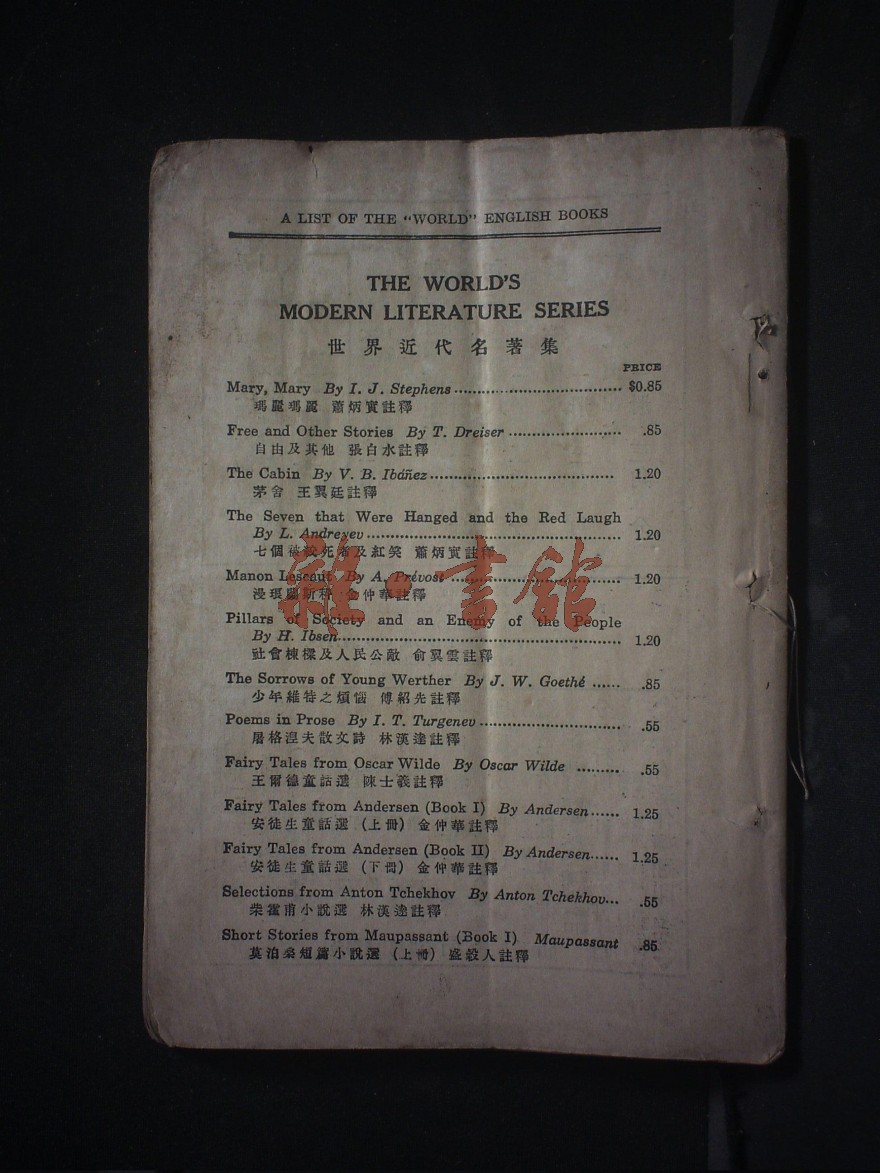 A LIST OF THE "WORLD" ENGLISH BOOKS
THE WORLD'S
MODERN LITERATURE SERIES
世界近代名著集
PRICE
Mary, Mary By I. J. Stephens .......... $0.85
瑪麗瑪麗 蕭炳實註釋
Free and Other Stories By T. Dreiser .......... .85
自由及其他 張白水註釋
The Cabin By V. B. Ibáñez .......... 1.20
茅舍 王翼廷註釋
The Seven that Were Hanged and the Red Laugh
By L. Andreyev .......... 1.20
七個被 死者及紅笑 蕭炳實註釋
Manon Lescaut By A. Prévost .......... 1.20
漫琪 斯 金仲華註釋
Pillars of Society and an Enemy of the People
By H. Ibsen .......... 1.20
社會棟樑及人民公敵 俞翼雲註釋
The Sorrows of Young Werther By J. W. Goethé ...... .85
少年維特之煩惱 傅紹先註釋
Poems in Prose By I. T. Turgenev .......... .55
屠格涅夫散文詩 林漢達註釋
Fairy Tales from Oscar Wilde By Oscar Wilde ......... .55
王爾德童話選 陳士義註釋
Fairy Tales from Andersen (Book I) By Andersen ...... 1.25
安徒生童話選 (上冊) 金仲華註釋
Fairy Tales from Andersen (Book II) By Andersen ...... 1.25
安徒生童話選 (下冊) 金仲華註釋
Selections from Anton Tchekhov By Anton Tchekhov ... .55
柴霍甫小說選 林漢達註釋
Short Stories from Maupassant (Book I) Maupassant .85
莫泊桑短篇小說選 (上冊) 盛毅人註釋
雜·書館